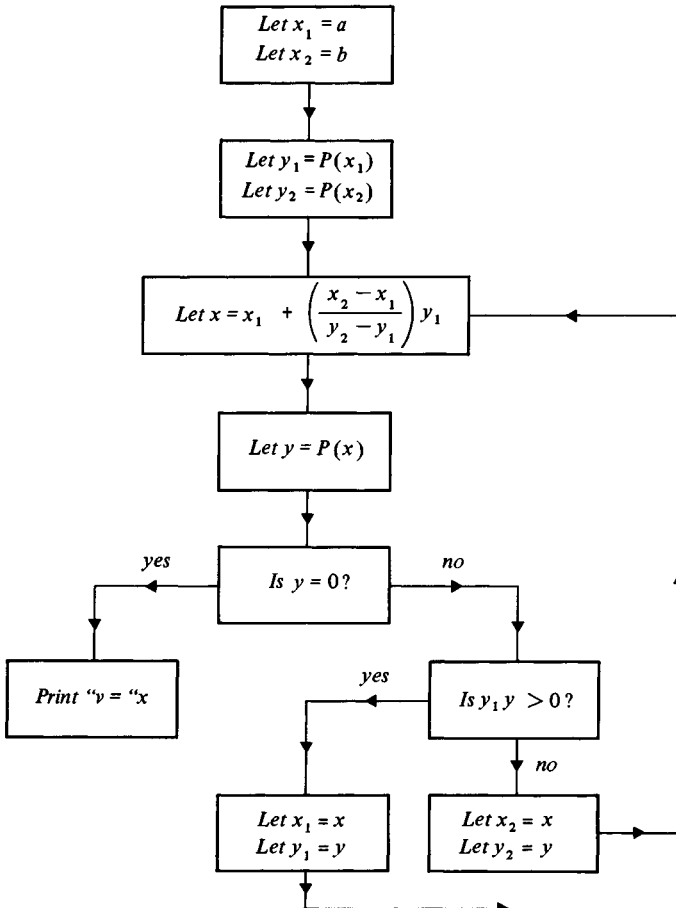 Let x₁ = a
Let x₂ = b
Let y₁ = P(x₁)
Let y₂ = P(x₂)
Let x = x₁ + ((x₂ − x₁)/(y₂ − y₁)) y₁
Let y = P(x)
yes
Is y = 0?
no
Print “v = “x
yes
Is y₁ y > 0?
no
Let x₁ = x
Let y₁ = y
Let x₂ = x
Let y₂ = y